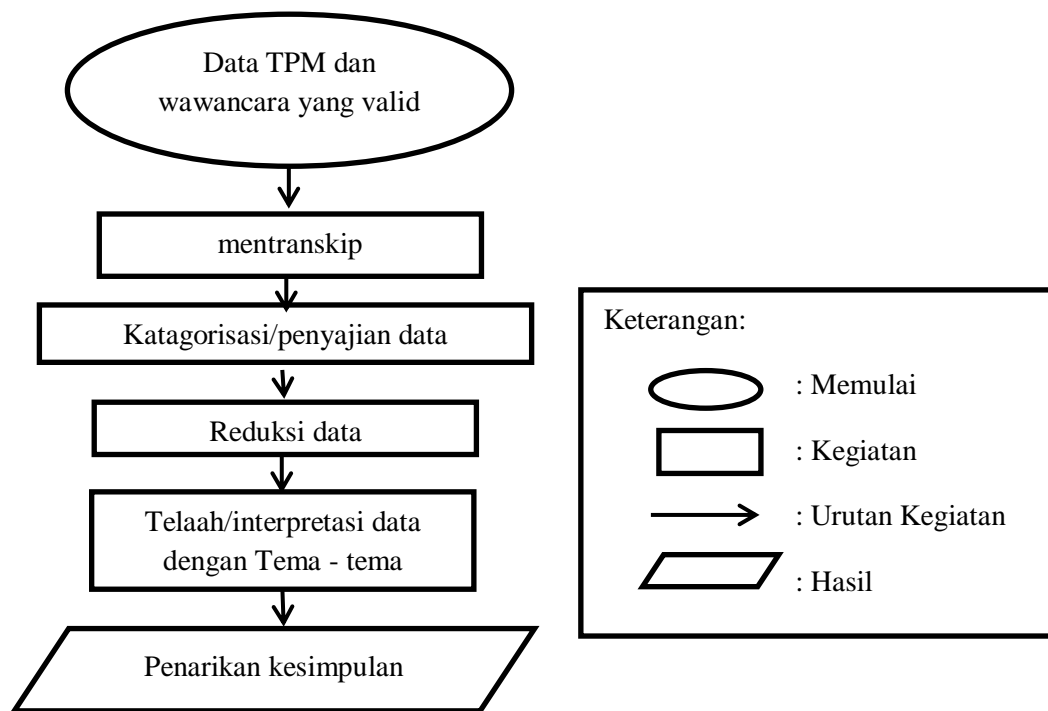 Data TPM dan
wawancara yang valid
mentranskip
Katagorisasi/penyajian data
Reduksi data
Telaah/interpretasi data
dengan Tema - tema
Penarikan kesimpulan
Keterangan:
: Memulai
: Kegiatan
: Urutan Kegiatan
: Hasil